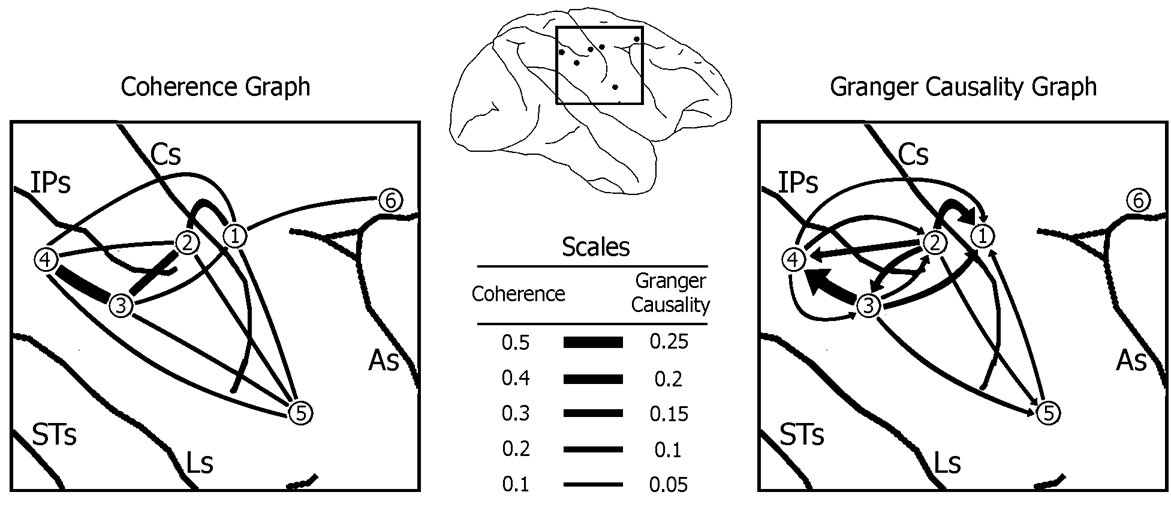 Coherence Graph
Cs
IPs
6
2
1
4
3
5
As
STs
Ls
Scales
Coherence Granger Causality
0.5 0.25
0.4 0.2
0.3 0.15
0.2 0.1
0.1 0.05
Granger Causality Graph
Cs
IPs
6
2
1
4
3
5
As
STs
Ls